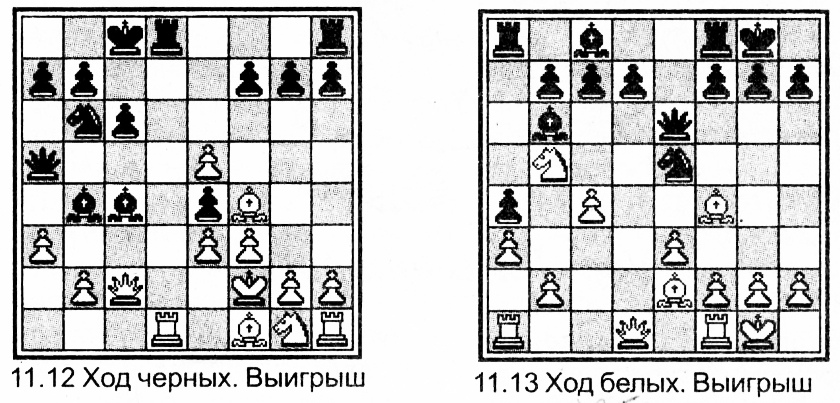 11.12 Ход черных. Выигрыш
11.13 Ход белых. Выигрыш